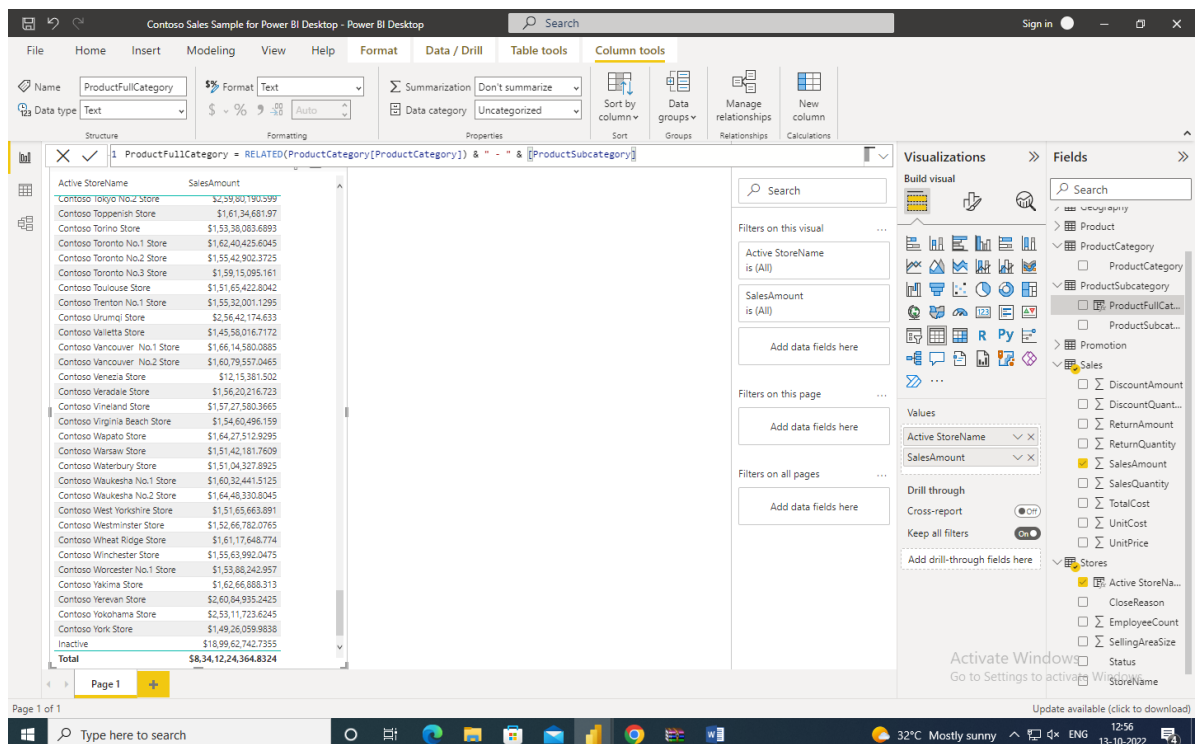 Contoso Sales Sample for Power BI Desktop - Power BI Desktop
Search
Sign in
File Home Insert Modeling View Help Format Data / Drill Table tools Column tools
Name ProductFullCategory
Data type Text
Structure
Format Text
$ % Auto
Formatting
Summarization Don't summarize
Data category Uncategorized
Properties
Sort by column
Sort
Data groups
Groups
Manage relationships
Relationships
New column
Calculations
1 ProductFullCategory = RELATED(ProductCategory[ProductCategory]) & " - " & [ProductSubcategory]
Active StoreName SalesAmount
Contoso Tokyo No.2 Store $2,59,80,190.599
Contoso Toppenish Store $1,61,34,681.97
Contoso Torino Store $1,53,38,083.6893
Contoso Toronto No.1 Store $1,62,40,425.6045
Contoso Toronto No.2 Store $1,55,42,902.3725
Contoso Toronto No.3 Store $1,59,15,095.161
Contoso Toulouse Store $1,51,65,422.8042
Contoso Trenton No.1 Store $1,55,32,001.1295
Contoso Urumqi Store $2,56,42,174.633
Contoso Valletta Store $1,45,58,016.7172
Contoso Vancouver No.1 Store $1,66,14,580.0885
Contoso Vancouver No.2 Store $1,60,79,557.0465
Contoso Venezia Store $12,15,381.502
Contoso Veradale Store $1,56,20,216.723
Contoso Vineland Store $1,57,27,580.3665
Contoso Virginia Beach Store $1,54,60,496.159
Contoso Wapato Store $1,64,27,512.9295
Contoso Warsaw Store $1,51,42,181.7609
Contoso Waterbury Store $1,51,04,327.8925
Contoso Waukesha No.1 Store $1,60,32,441.5125
Contoso Waukesha No.2 Store $1,64,48,330.8045
Contoso West Yorkshire Store $1,51,65,663.891
Contoso Westminster Store $1,52,66,782.0765
Contoso Wheat Ridge Store $1,61,17,648.774
Contoso Winchester Store $1,55,63,992.0475
Contoso Worcester No.1 Store $1,53,88,242.957
Contoso Yakima Store $1,62,66,888.313
Contoso Yerevan Store $2,60,84,935.2425
Contoso Yokohama Store $2,53,11,723.6245
Contoso York Store $1,49,26,059.9838
Inactive $18,99,62,742.7355
Total $8,34,12,24,364.8324
Search
Filters on this visual ...
Active StoreName
is (All)
SalesAmount
is (All)
Add data fields here
Filters on this page ...
Add data fields here
Filters on all pages ...
Add data fields here
Visualizations
Build visual
123
R Py
...
Values
Active StoreName
SalesAmount
Drill through
Cross-report Off
Keep all filters On
Add drill-through fields here
Fields
Search
Geography
Product
ProductCategory
ProductCategory
ProductSubcategory
ProductFullCat...
ProductSubcat...
Promotion
Sales
DiscountAmount
DiscountQuant...
ReturnAmount
ReturnQuantity
SalesAmount
SalesQuantity
TotalCost
UnitCost
UnitPrice
Stores
Active StoreNa...
CloseReason
EmployeeCount
SellingAreaSize
Status
StoreName
Activate Windows
Go to Settings to activate Windows.
Page 1 +
Page 1 of 1
Update available (click to download)
Type here to search
32°C Mostly sunny
ENG
12:56
13-10-2022
4